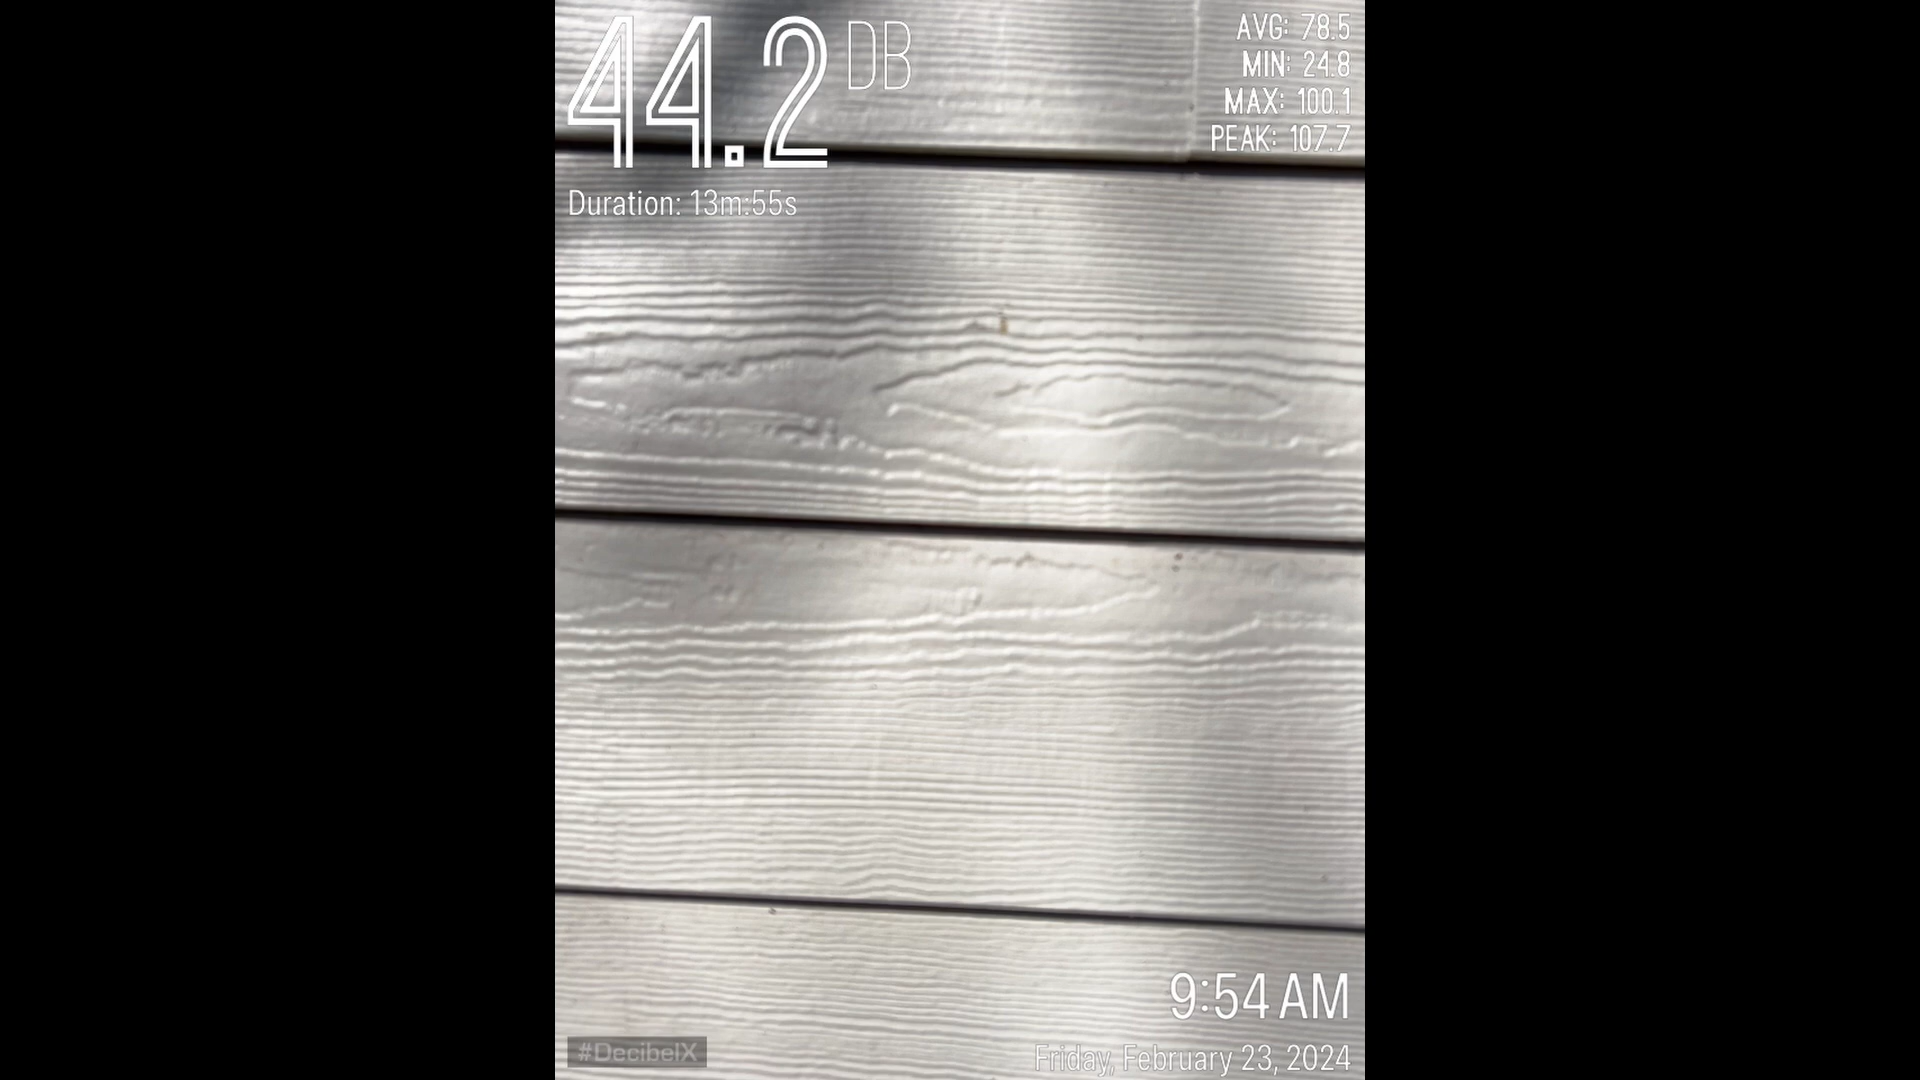 44.2 DB
AVG: 78.5
MIN: 24.8
MAX: 100.1
PEAK: 107.7
Duration: 13m:55s
9:54 AM
Friday, February 23, 2024
#DecibelX